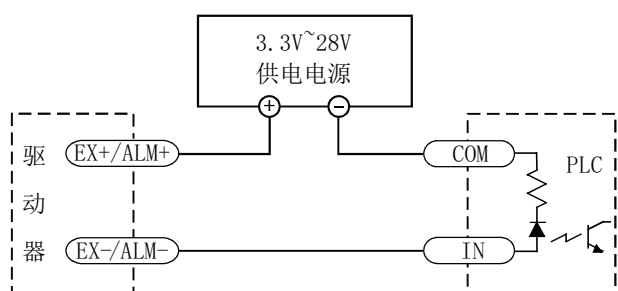 3.3V~28V
供电电源
+
−
驱动器
EX+/ALM+
COM
PLC
EX-/ALM-
IN